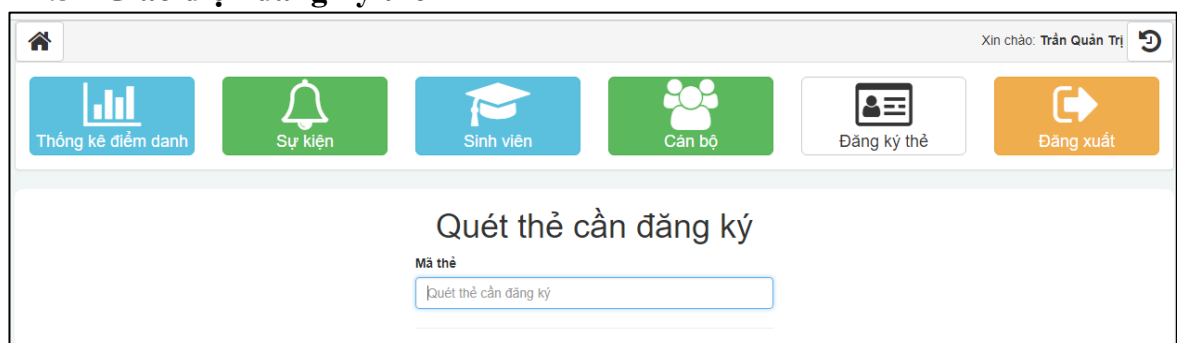 Xin chào: Trần Quản Trị
Thống kê điểm danh
Sự kiện
Sinh viên
Cán bộ
Đăng ký thẻ
Đăng xuất
Quét thẻ cần đăng ký
Mã thẻ
Quét thẻ cần đăng ký